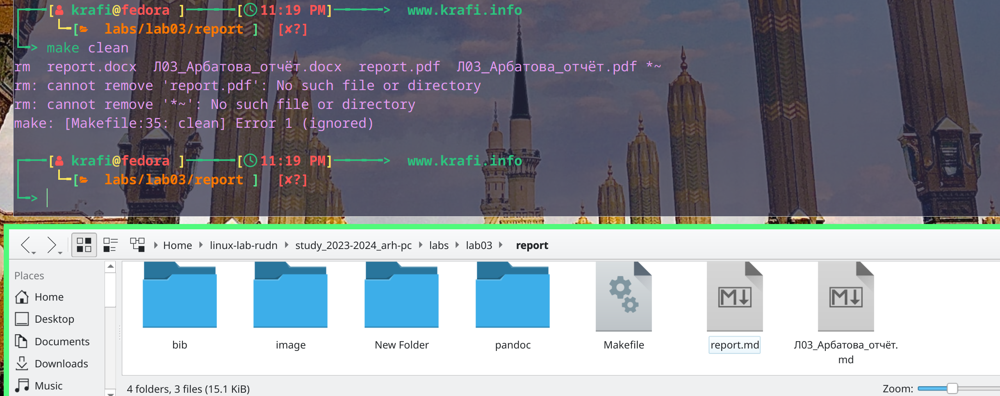 [ krafi@fedora ] [ 11:19 PM] > www.krafi.info
[ labs/lab03/report ] [✘?]
> make clean
rm report.docx Л03_Арбатова_отчёт.docx report.pdf Л03_Арбатова_отчёт.pdf *~
rm: cannot remove 'report.pdf': No such file or directory
rm: cannot remove '*~': No such file or directory
make: [Makefile:35: clean] Error 1 (ignored)
[ krafi@fedora ] [ 11:19 PM] > www.krafi.info
[ labs/lab03/report ] [✘?]
>
Home linux-lab-rudn study_2023-2024_arh-pc labs lab03 report
Places
Home
Desktop
Documents
Downloads
Music
bib
image
New Folder
pandoc
Makefile
report.md
Л03_Арбатова_отчёт.
md
4 folders, 3 files (15.1 KiB)
Zoom: